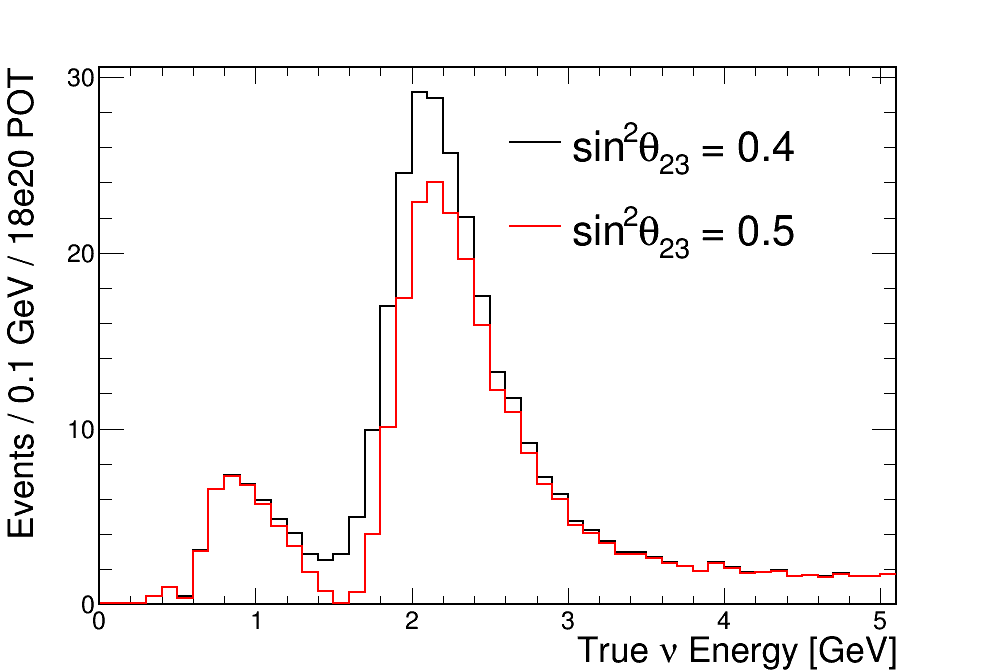 30
20
10
0
0 1 2 3 4 5
Events / 0.1 GeV / 18e20 POT
sin²θ₂₃ = 0.4
sin²θ₂₃ = 0.5
True ν Energy [GeV]